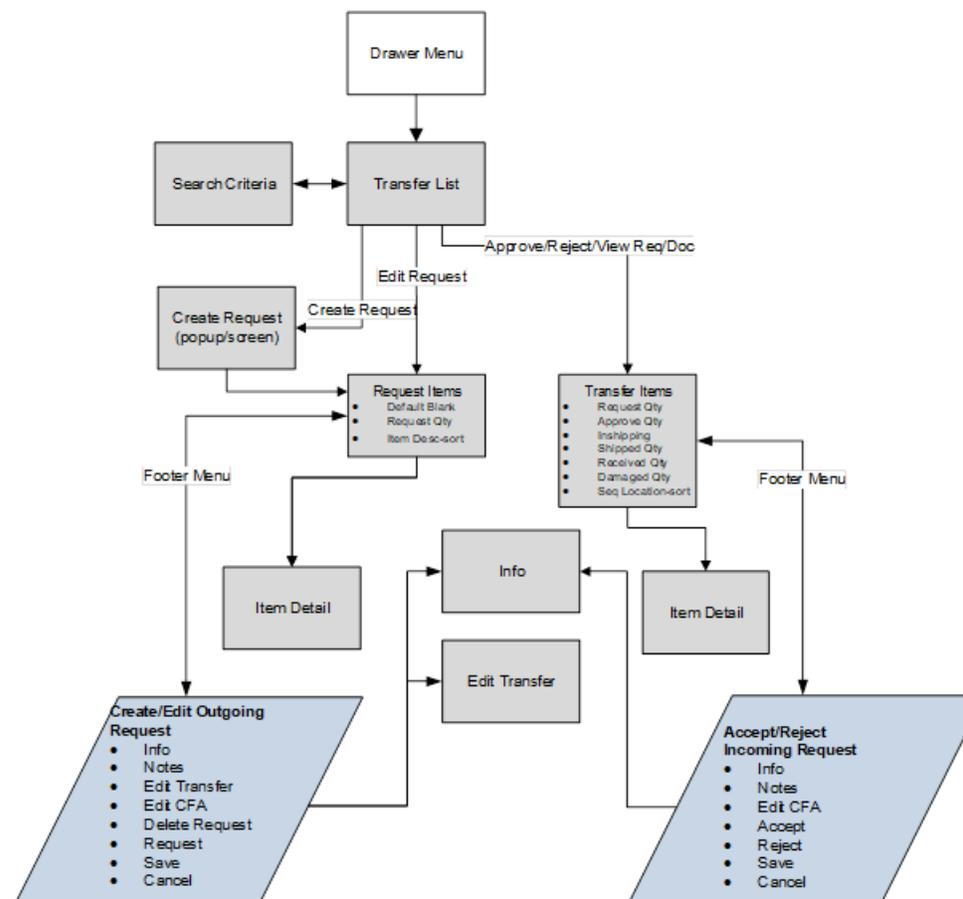 Drawer Menu
Search Criteria
Transfer List
Approve/Reject/View Req/Doc
Edit Request
Create Request
Create Request
(popup/screen)
Request Items
• Default Blank
• Request Qty
• Item Desc-sort
Transfer Items
• Request Qty
• Approve Qty
• Inshipping
• Shipped Qty
• Received Qty
• Damaged Qty
• Seq Location-sort
Footer Menu
Footer Menu
Info
Item Detail
Item Detail
Edit Transfer
Create/Edit Outgoing
Request
• Info
• Notes
• Edit Transfer
• Edit CFA
• Delete Request
• Request
• Save
• Cancel
Accept/Reject
Incoming Request
• Info
• Notes
• Edit CFA
• Accept
• Reject
• Save
• Cancel